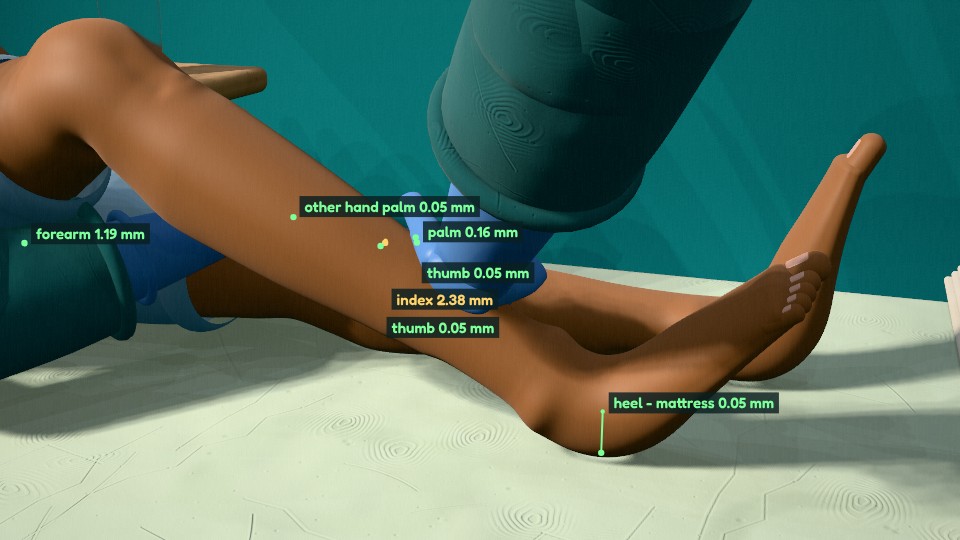 other hand palm 0.05 mm
forearm 1.19 mm
palm 0.16 mm
thumb 0.05 mm
index 2.38 mm
thumb 0.05 mm
heel - mattress 0.05 mm